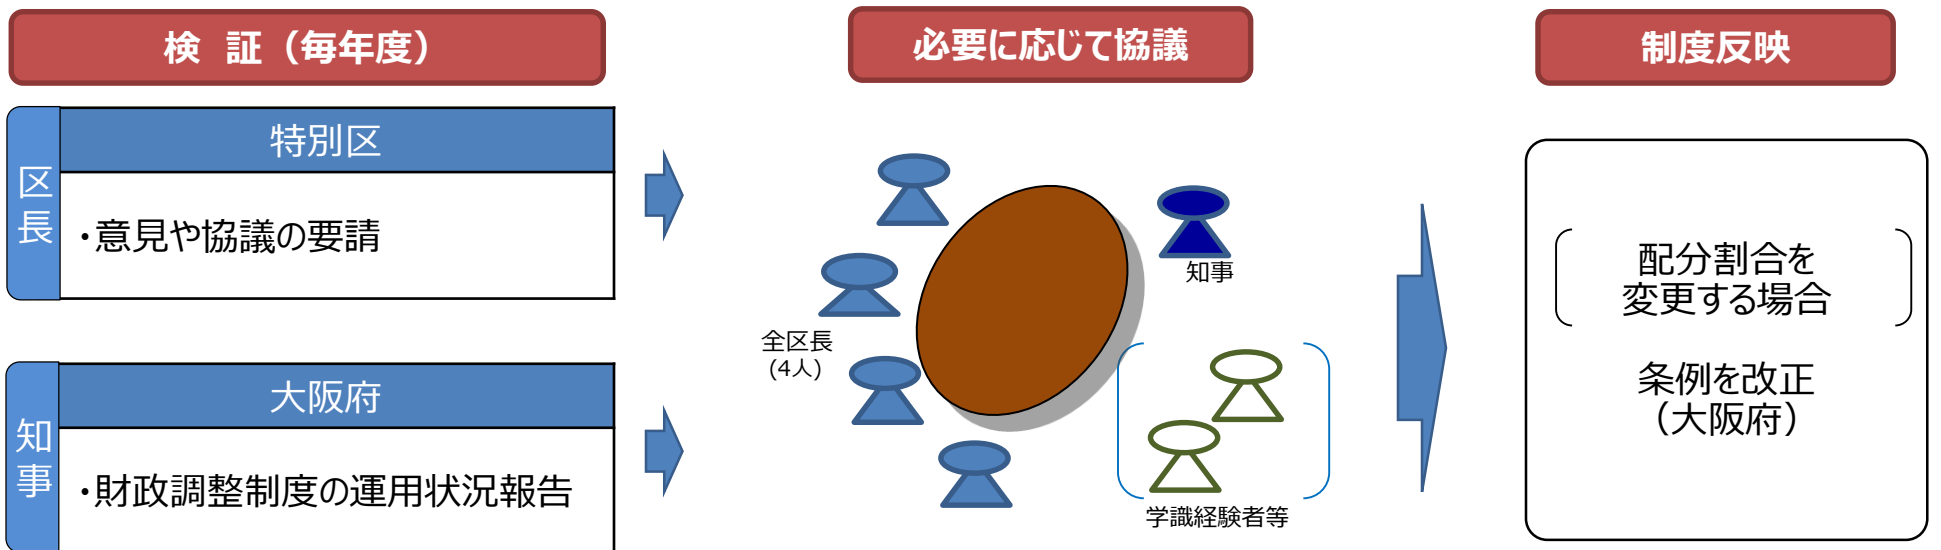 検 証（毎年度）
必要に応じて協議
制度反映
区長
特別区
・意見や協議の要請
知事
大阪府
・財政調整制度の運用状況報告
全区長
(4人)
知事
学識経験者等
配分割合を
変更する場合
条例を改正
（大阪府）